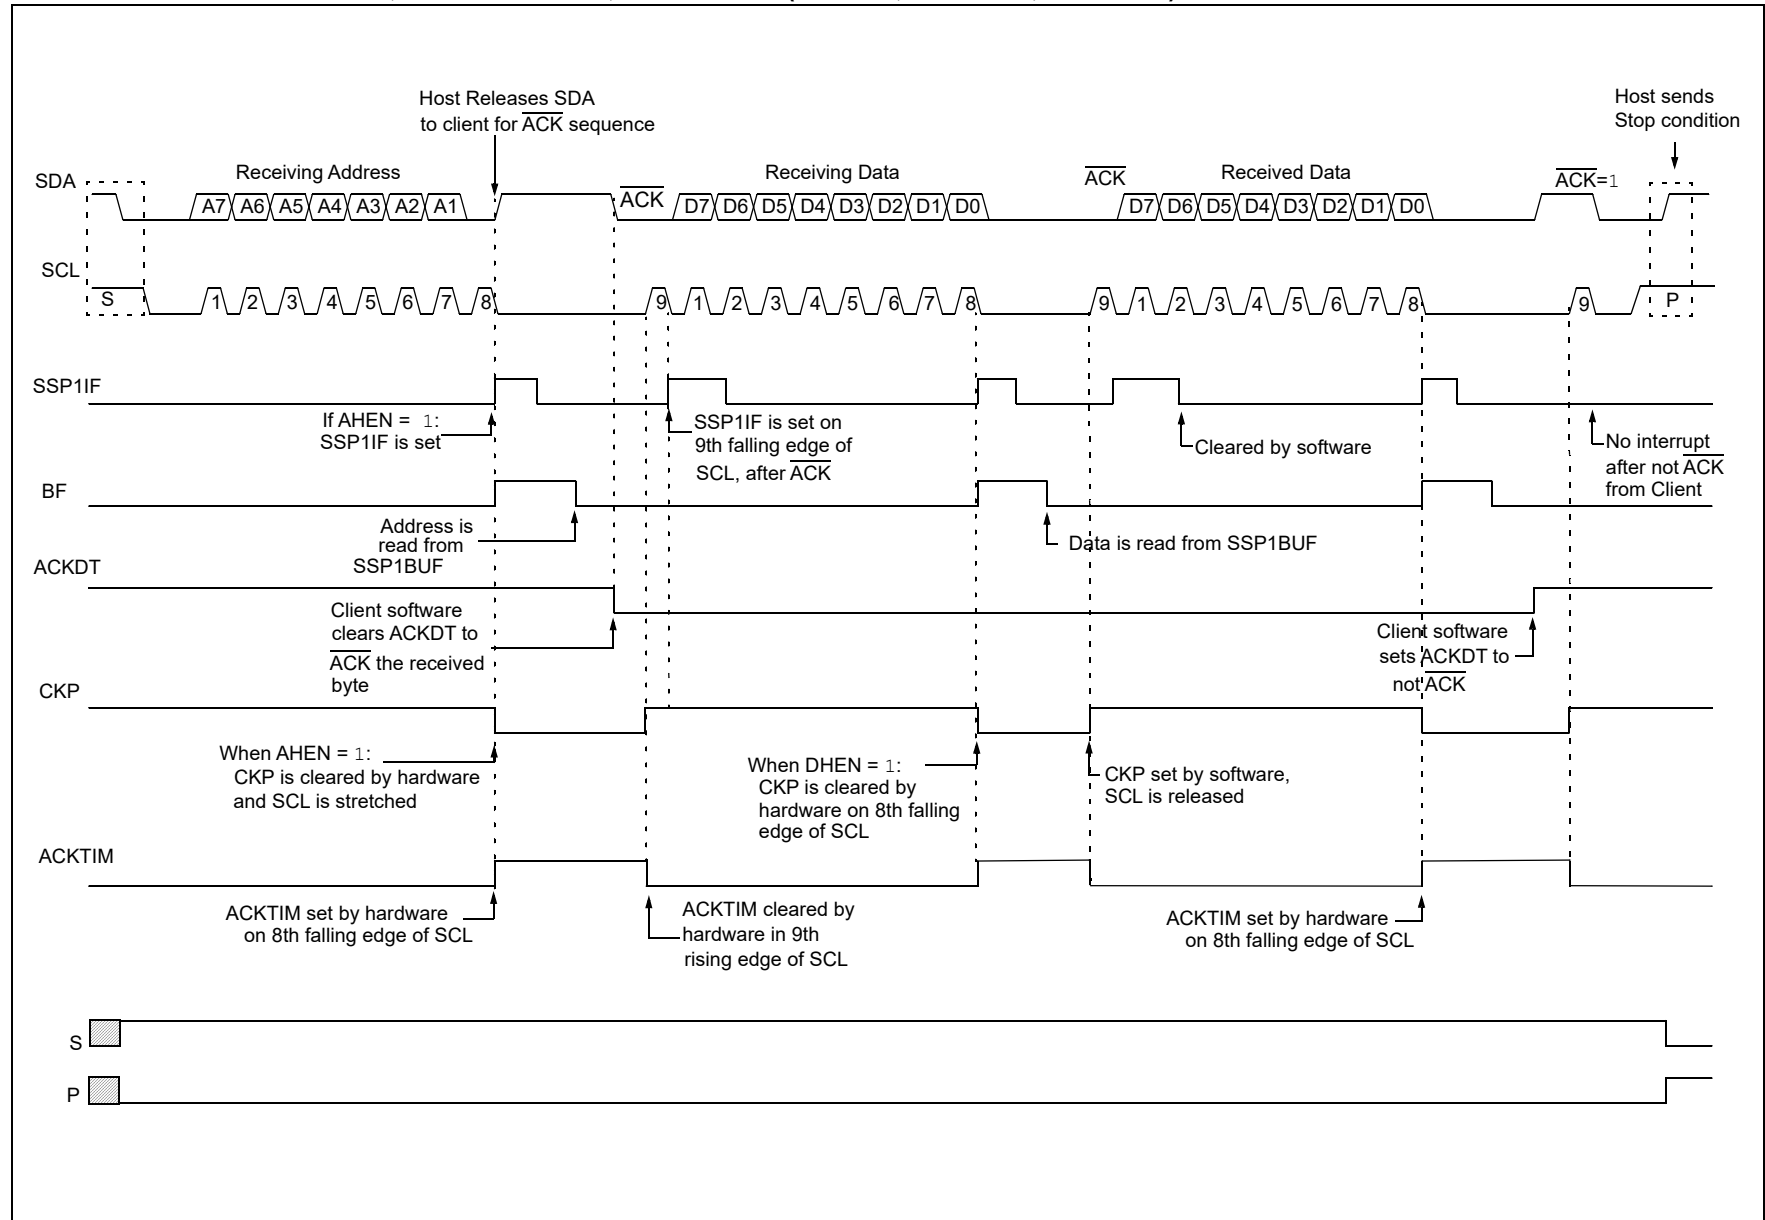 Host Releases SDA
to client for ACK sequence
Host sends
Stop condition
SDA
Receiving Address
A7 A6 A5 A4 A3 A2 A1
ACK
Receiving Data
D7 D6 D5 D4 D3 D2 D1 D0
ACK
Received Data
D7 D6 D5 D4 D3 D2 D1 D0
ACK=1
SCL
S
1 2 3 4 5 6 7 8
9 1 2 3 4 5 6 7 8
9 1 2 3 4 5 6 7 8
9
P
SSP1IF
If AHEN = 1:
SSP1IF is set
SSP1IF is set on
9th falling edge of
SCL, after ACK
Cleared by software
No interrupt
after not ACK
from Client
BF
Address is
read from
SSP1BUF
Data is read from SSP1BUF
ACKDT
Client software
clears ACKDT to
ACK the received
byte
Client software
sets ACKDT to
not ACK
CKP
When AHEN = 1:
CKP is cleared by hardware
and SCL is stretched
When DHEN = 1:
CKP is cleared by
hardware on 8th falling
edge of SCL
CKP set by software,
SCL is released
ACKTIM
ACKTIM set by hardware
on 8th falling edge of SCL
ACKTIM cleared by
hardware in 9th
rising edge of SCL
ACKTIM set by hardware
on 8th falling edge of SCL
S
P